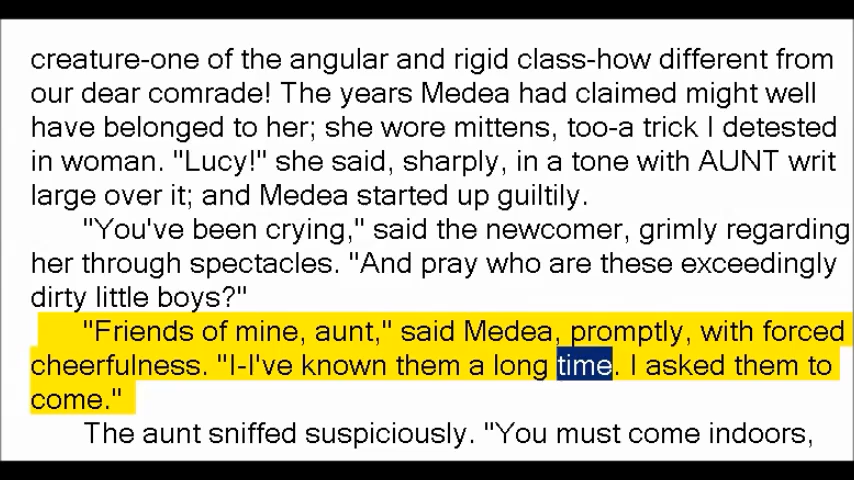 creature-one of the angular and rigid class-how different from
our dear comrade! The years Medea had claimed might well
have belonged to her; she wore mittens, too-a trick I detested
in woman. "Lucy!" she said, sharply, in a tone with AUNT writ
large over it; and Medea started up guiltily.
"You've been crying," said the newcomer, grimly regarding
her through spectacles. "And pray who are these exceedingly
dirty little boys?"
"Friends of mine, aunt," said Medea, promptly, with forced
cheerfulness. "I-I've known them a long time. I asked them to
come."
The aunt sniffed suspiciously. "You must come indoors,